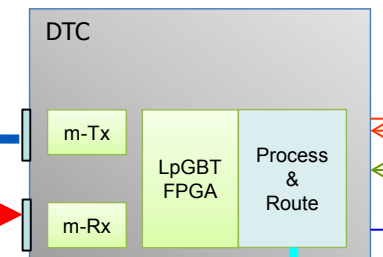 DTC
m-Tx
LpGBT
FPGA
Process
&
Route
m-Rx